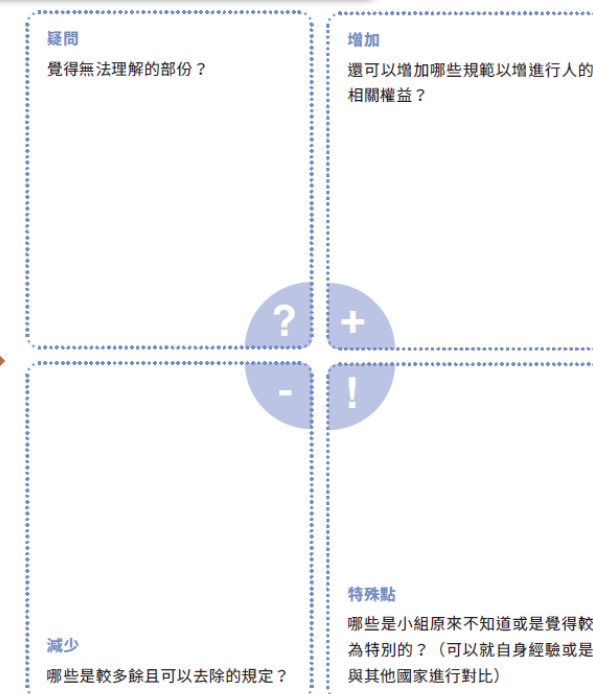 疑問
覺得無法理解的部份？
增加
還可以增加哪些規範以增進行人的
相關權益？
?
+
-
!
減少
哪些是較多餘且可以去除的規定？
特殊點
哪些是小組原來不知道或是覺得較
為特別的？（可以就自身經驗或是
與其他國家進行對比）